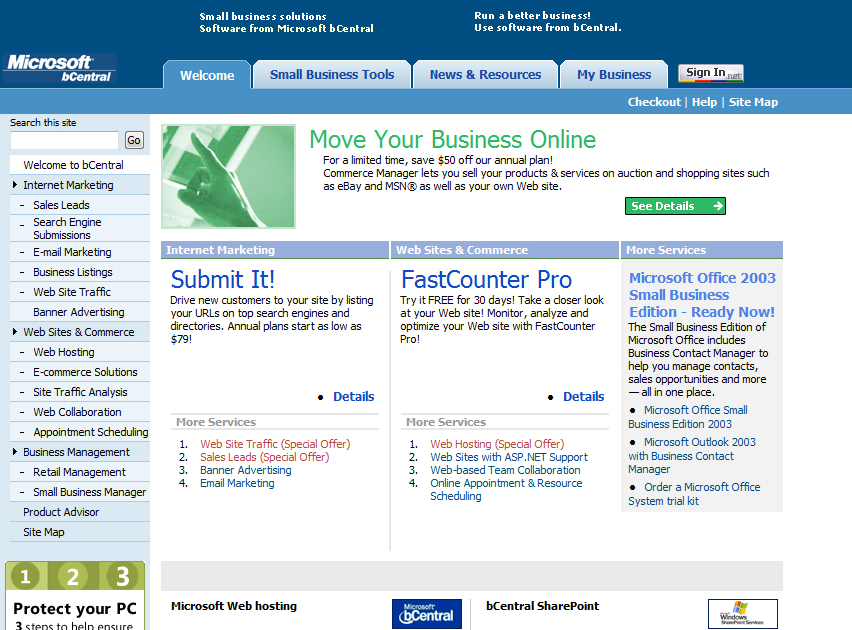 Small business solutions
Software from Microsoft bCentral
Run a better business!
Use software from bCentral.
Microsoft
bCentral
Welcome
Small Business Tools
News & Resources
My Business
Sign In .net
Checkout | Help | Site Map
Search this site
Go
Welcome to bCentral
Internet Marketing
- Sales Leads
- Search Engine
Submissions
- E-mail Marketing
- Business Listings
- Web Site Traffic
Banner Advertising
Web Sites & Commerce
- Web Hosting
- E-commerce Solutions
- Site Traffic Analysis
- Web Collaboration
- Appointment Scheduling
Business Management
- Retail Management
- Small Business Manager
Product Advisor
Site Map
1 2 3
Protect your PC
3 steps to help ensure
Move Your Business Online
For a limited time, save $50 off our annual plan!
Commerce Manager lets you sell your products & services on auction and shopping sites such
as eBay and MSN® as well as your own Web site.
See Details
Internet Marketing
Submit It!
Drive new customers to your site by listing
your URLs on top search engines and
directories. Annual plans start as low as
$79!
• Details
More Services
1. Web Site Traffic (Special Offer)
2. Sales Leads (Special Offer)
3. Banner Advertising
4. Email Marketing
Web Sites & Commerce
FastCounter Pro
Try it FREE for 30 days! Take a closer look
at your Web site! Monitor, analyze and
optimize your Web site with FastCounter
Pro!
• Details
More Services
1. Web Hosting (Special Offer)
2. Web Sites with ASP.NET Support
3. Web-based Team Collaboration
4. Online Appointment & Resource
Scheduling
More Services
Microsoft Office 2003
Small Business
Edition - Ready Now!
The Small Business Edition of
Microsoft Office includes
Business Contact Manager to
help you manage contacts,
sales opportunities and more
— all in one place.
• Microsoft Office Small
Business Edition 2003
• Microsoft Outlook 2003
with Business Contact
Manager
• Order a Microsoft Office
System trial kit
Microsoft Web hosting
Microsoft
bCentral
bCentral SharePoint
Windows
SharePoint Services